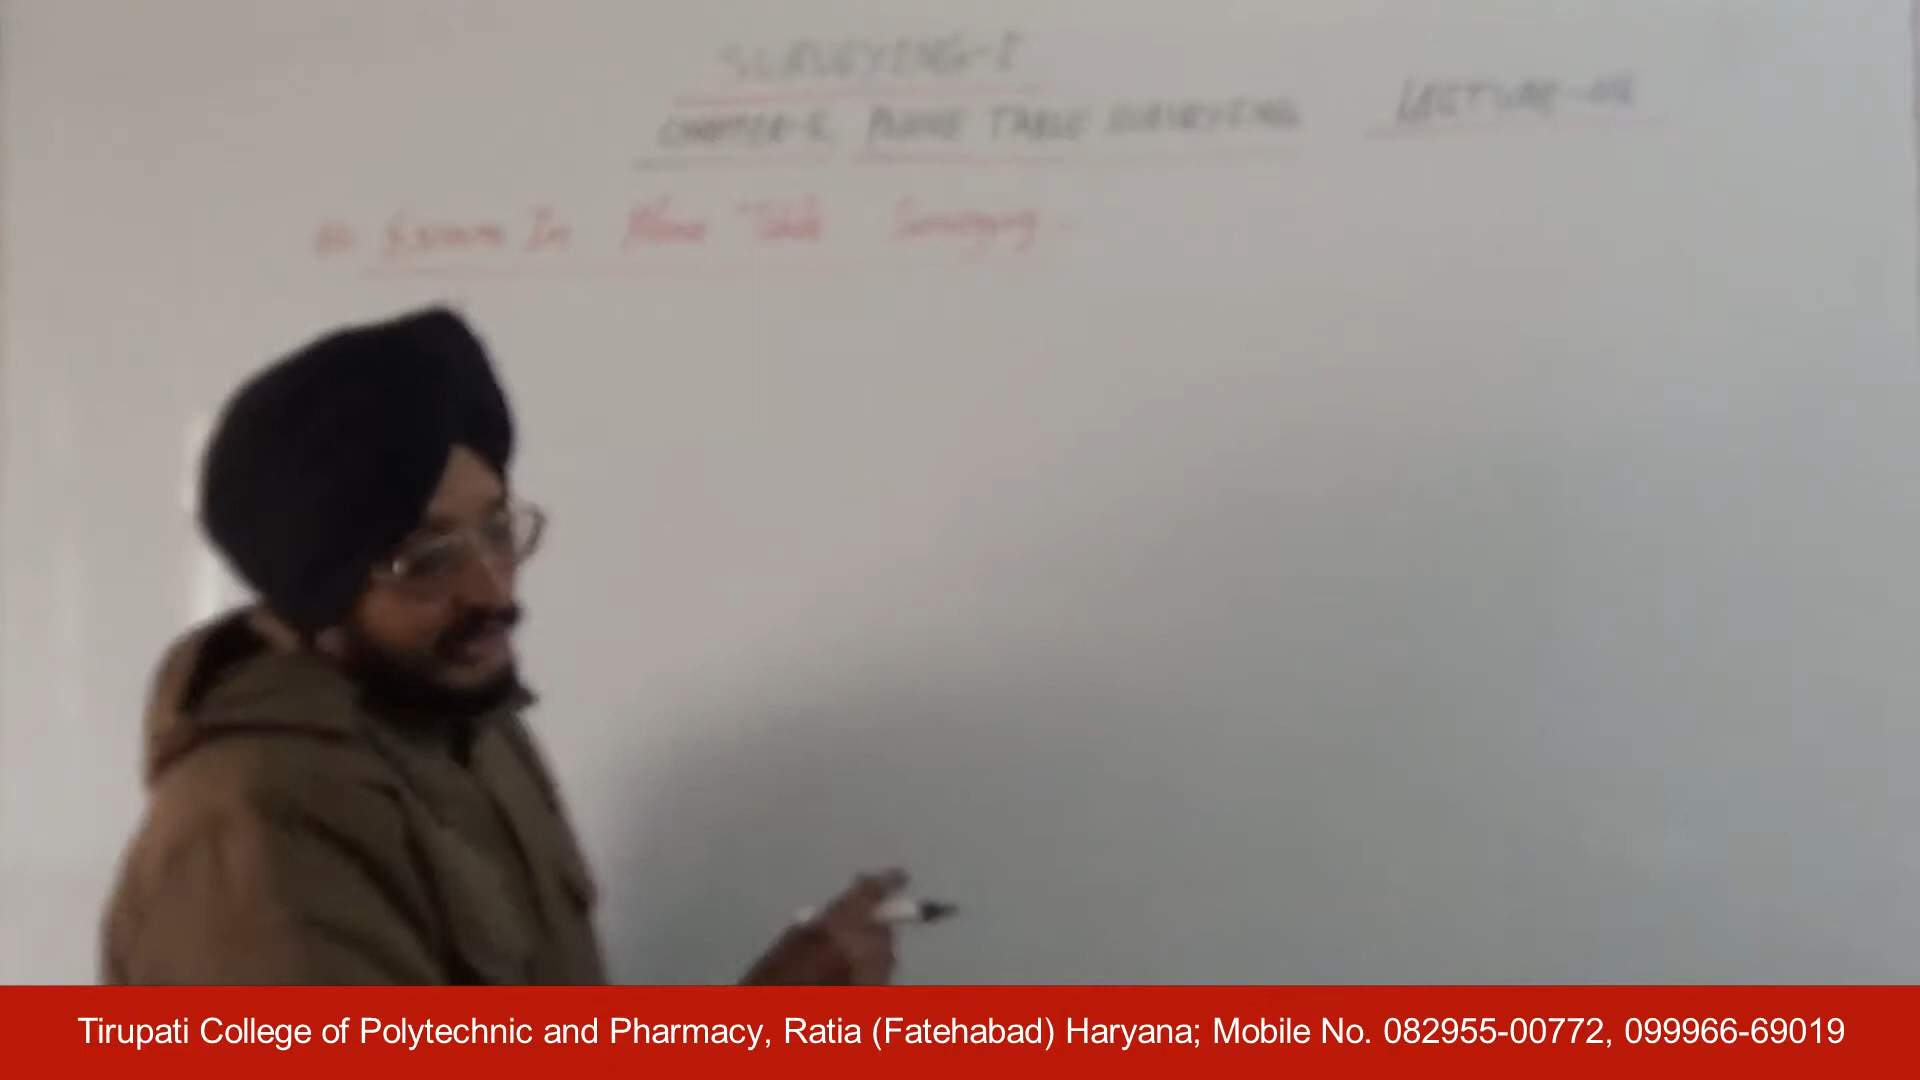 SURVEYING-I
CHAPTER- PLANE TABLE SURVEYING LECTURE-
Errors In Plane Table Surveying -
Tirupati College of Polytechnic and Pharmacy, Ratia (Fatehabad) Haryana; Mobile No. 082955-00772, 099966-69019